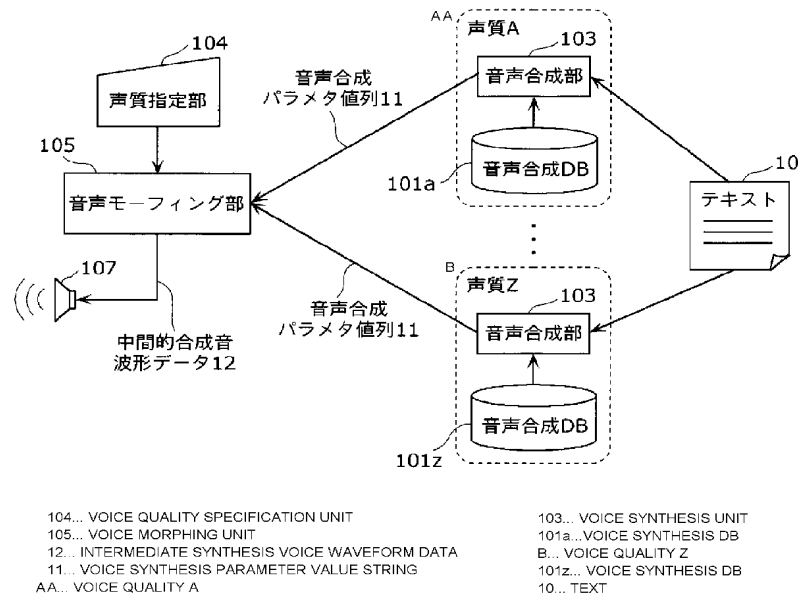 AA
声質A
104
103
声質指定部
音声合成
パラメタ値列11
音声合成部
105
音声モーフィング部
101a
音声合成DB
10
テキスト
107
中間的合成音
波形データ12
音声合成
パラメタ値列11
B
声質Z
103
音声合成部
音声合成DB
101z
104... VOICE QUALITY SPECIFICATION UNIT
105... VOICE MORPHING UNIT
12... INTERMEDIATE SYNTHESIS VOICE WAVEFORM DATA
11... VOICE SYNTHESIS PARAMETER VALUE STRING
AA... VOICE QUALITY A
103... VOICE SYNTHESIS UNIT
101a...VOICE SYNTHESIS DB
B... VOICE QUALITY Z
101z... VOICE SYNTHESIS DB
10... TEXT